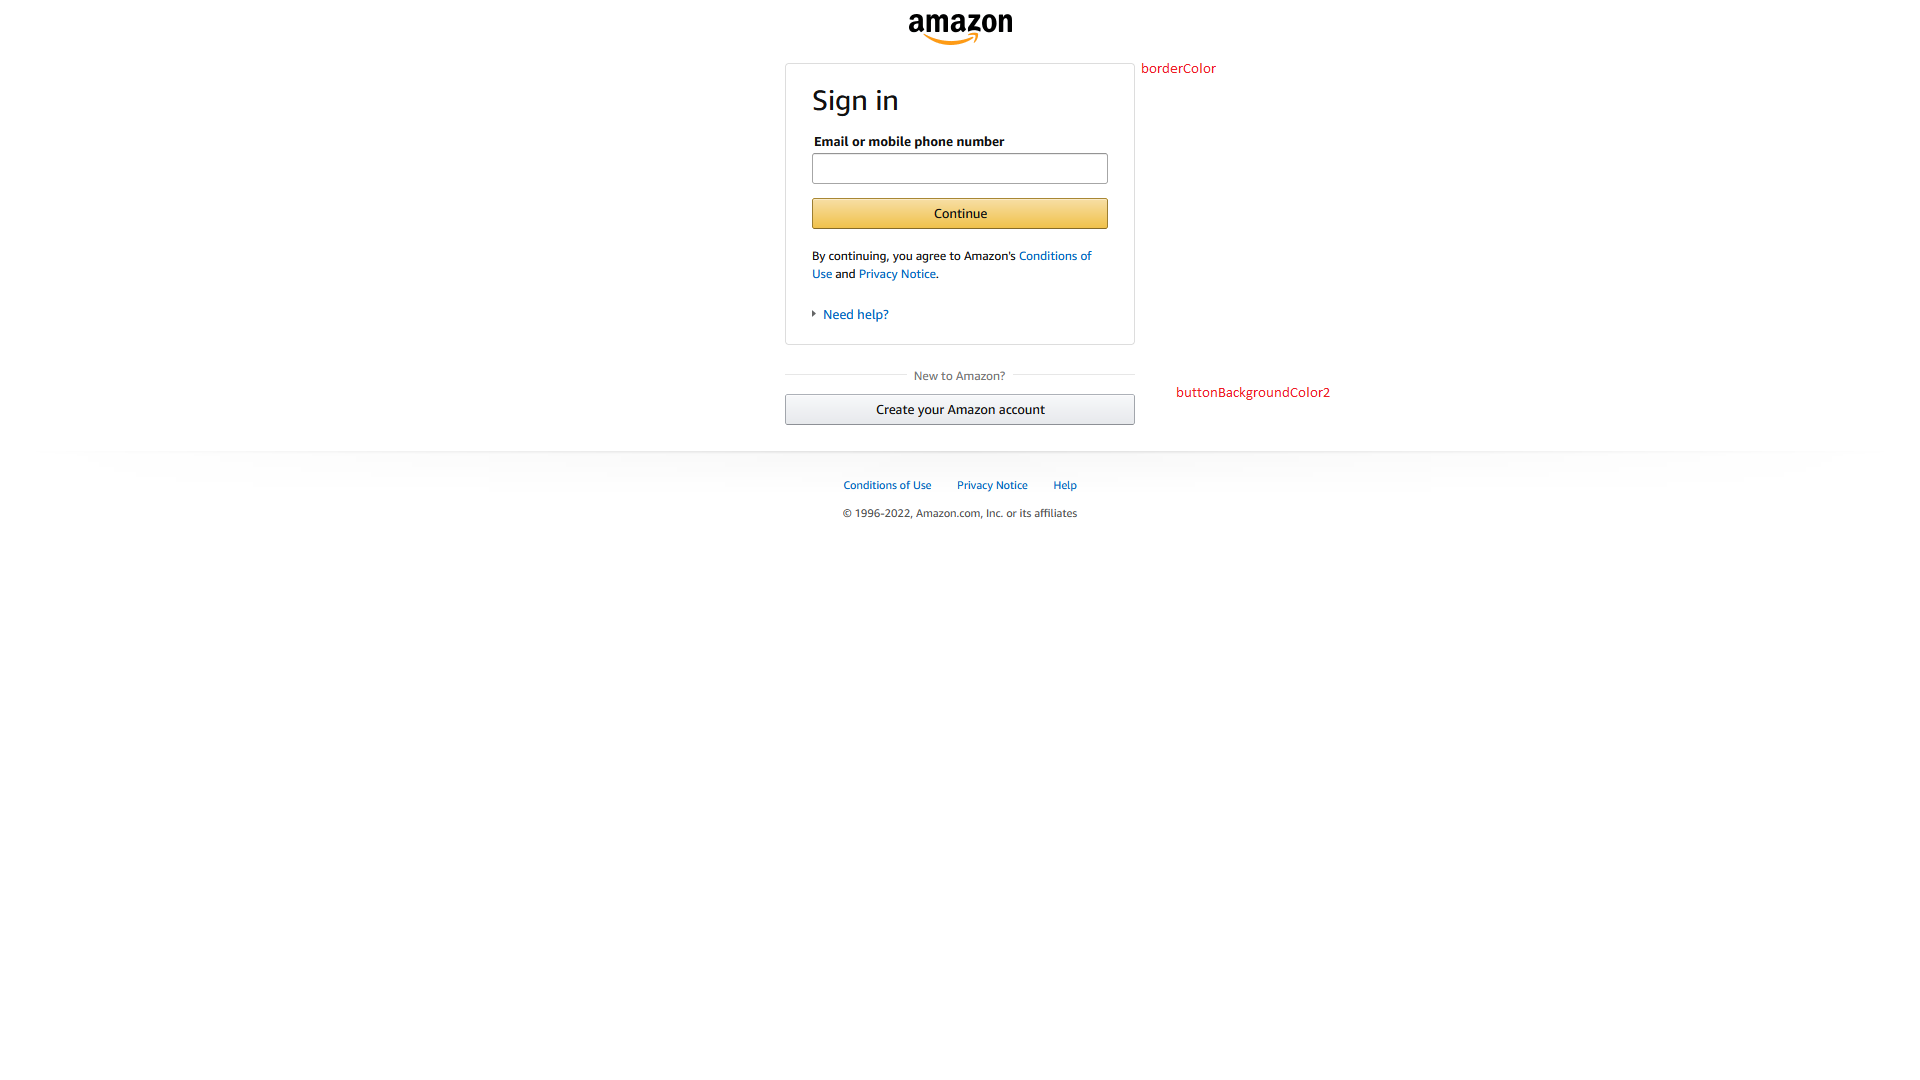 amazon
borderColor
Sign in
Email or mobile phone number
Continue
By continuing, you agree to Amazon's Conditions of
Use and Privacy Notice.
Need help?
New to Amazon?
buttonBackgroundColor2
Create your Amazon account
Conditions of Use Privacy Notice Help
© 1996-2022, Amazon.com, Inc. or its affiliates